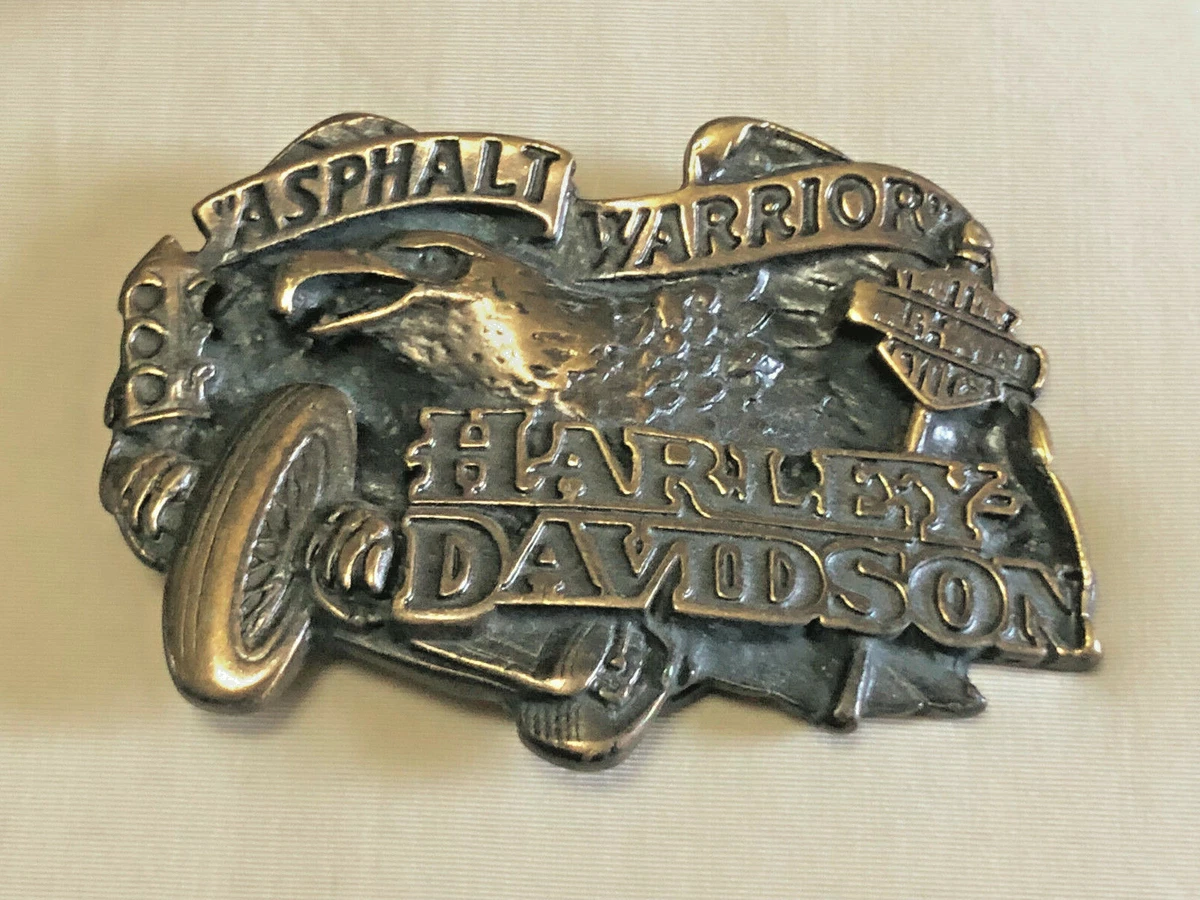 "ASPHALT
WARRIOR"
HARLEY-
DAVIDSON